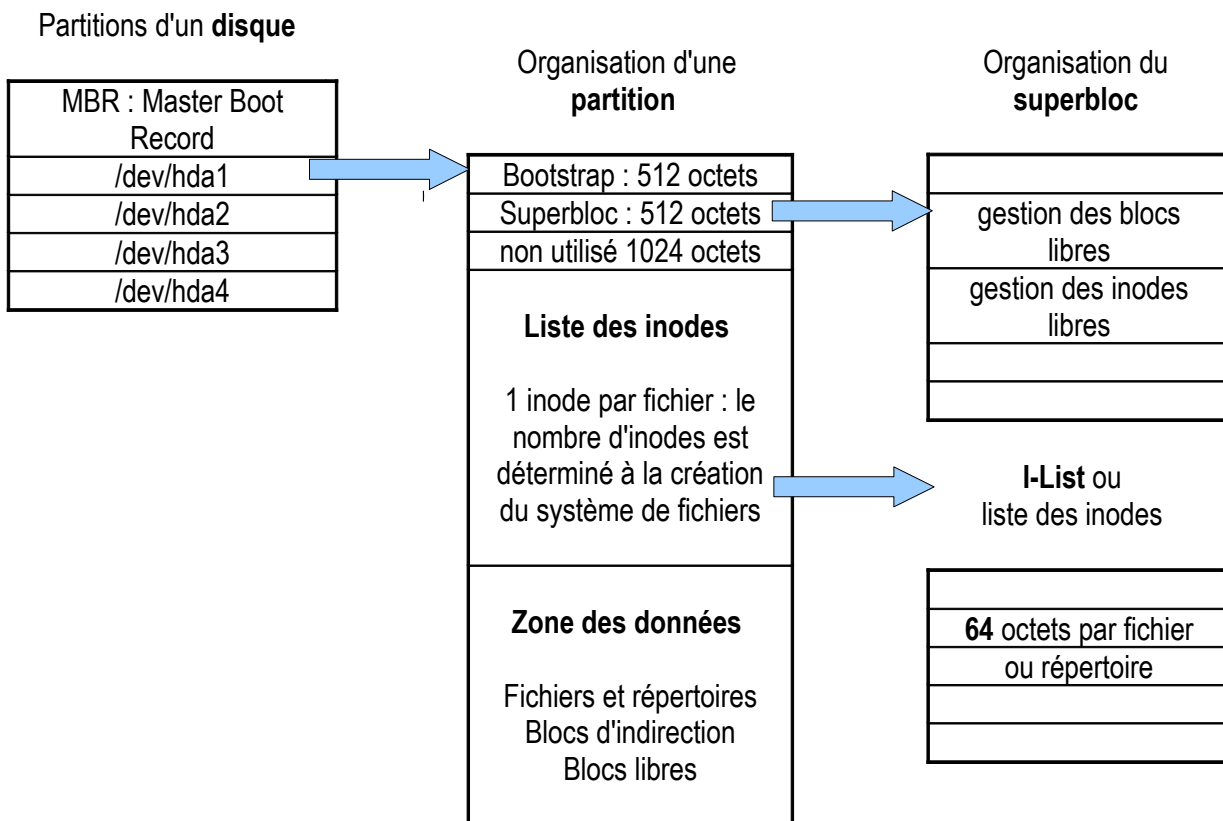 Partitions d'un disque
MBR : Master Boot
Record
/dev/hda1
/dev/hda2
/dev/hda3
/dev/hda4
Organisation d'une
partition
Bootstrap : 512 octets
Superbloc : 512 octets
non utilisé 1024 octets
Liste des inodes
1 inode par fichier : le
nombre d'inodes est
déterminé à la création
du système de fichiers
Zone des données
Fichiers et répertoires
Blocs d'indirection
Blocs libres
Organisation du
superbloc
gestion des blocs
libres
gestion des inodes
libres
I-List ou
liste des inodes
64 octets par fichier
ou répertoire